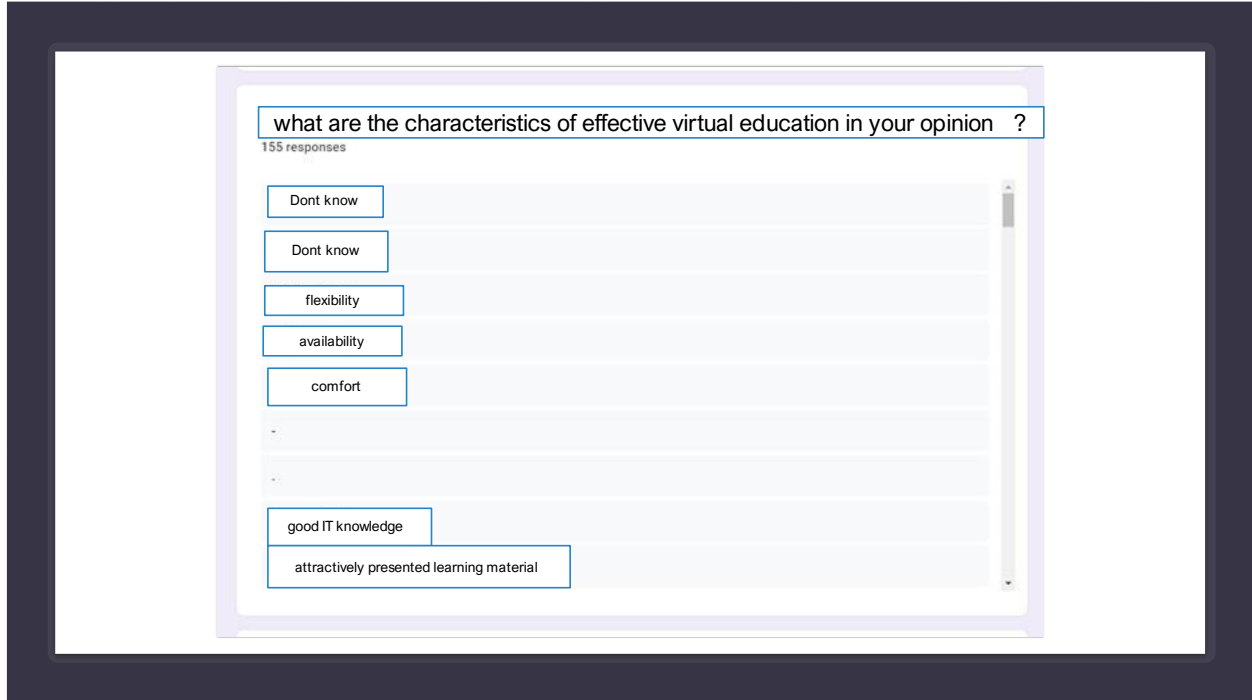 what are the characteristics of effective virtual education in your opinion ?
155 responses
Dont know
Dont know
flexibility
availability
comfort
-
.
good IT knowledge
attractively presented learning material